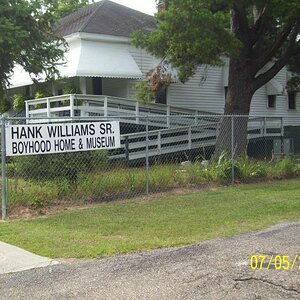 HANK WILLIAMS SR.
BOYHOOD HOME & MUSEUM
07/05/